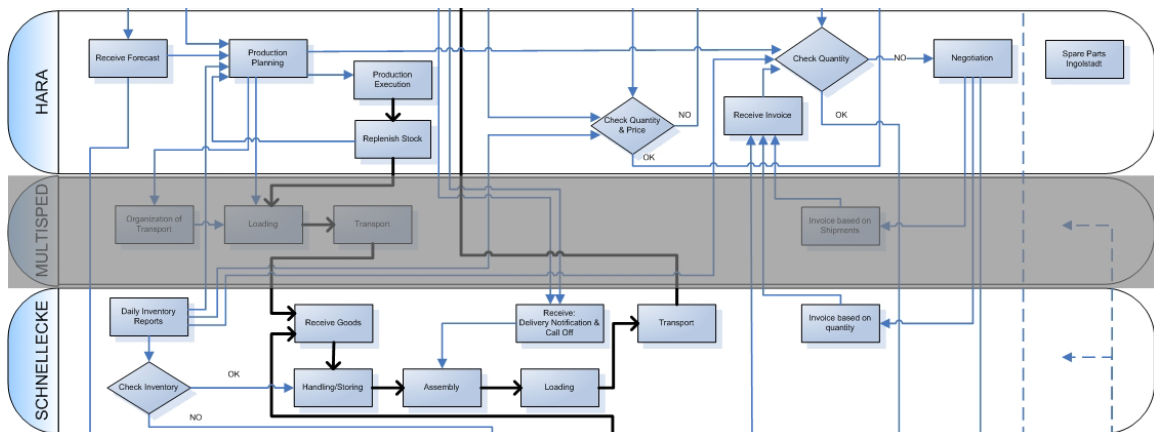 HARA
Receive Forecast
Production
Planning
Production
Execution
Replenish Stock
Check Quantity
& Price
NO
OK
Check Quantity
NO
OK
Receive Invoice
Negotiation
Spare Parts
Ingolstadt
MULTISPED
Organization of
Transport
Loading
Transport
Invoice based on
Shipments
SCHNELLECKE
Daily Inventory
Reports
Check Inventory
OK
NO
Receive Goods
Handling/Storing
Receive:
Delivery Notification &
Call Off
Assembly
Loading
Transport
Invoice based on
quantity